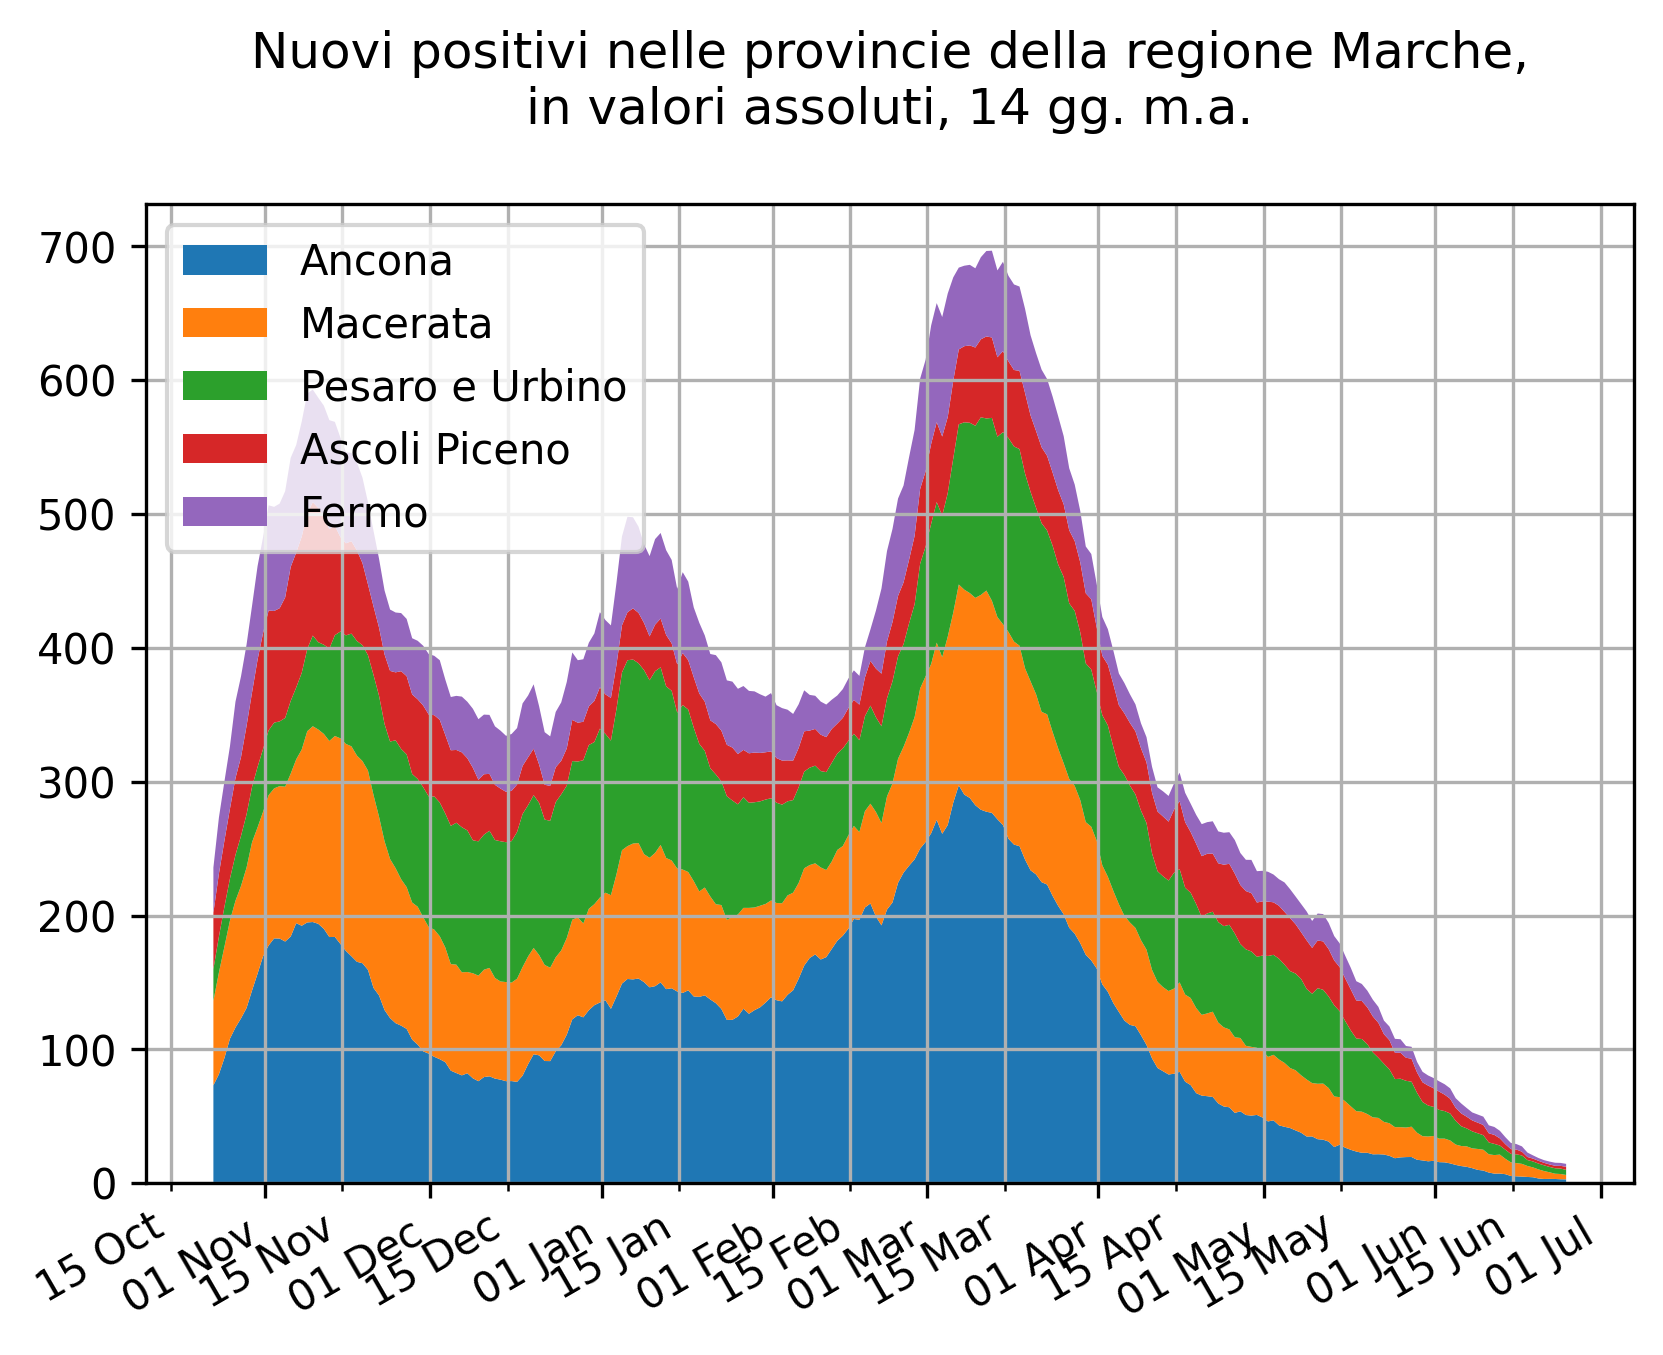 Nuovi positivi nelle provincie della regione Marche,
in valori assoluti, 14 gg. m.a.
700
600
500
400
300
200
100
0
Ancona
Macerata
Pesaro e Urbino
Ascoli Piceno
Fermo
15 Oct
01 Nov
15 Nov
01 Dec
15 Dec
01 Jan
15 Jan
01 Feb
15 Feb
01 Mar
15 Mar
01 Apr
15 Apr
01 May
15 May
01 Jun
15 Jun
01 Jul